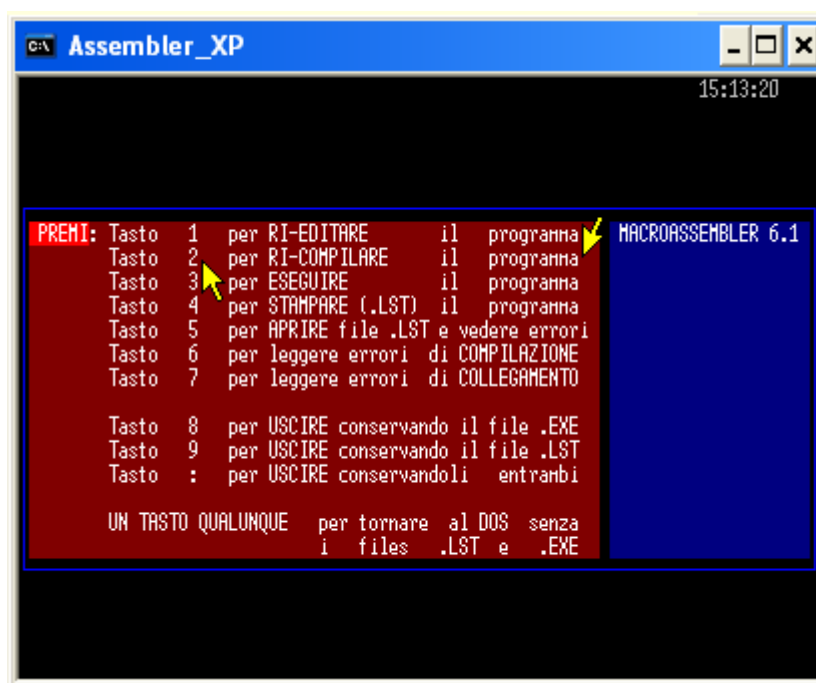 C:\ Assembler_XP
15:13:20
PREMI: Tasto 1 per RI-EDITARE il programma MACROASSEMBLER 6.1
Tasto 2 per RI-COMPILARE il programma
Tasto 3 per ESEGUIRE il programma
Tasto 4 per STAMPARE (.LST) il programma
Tasto 5 per APRIRE file .LST e vedere errori
Tasto 6 per leggere errori di COMPILAZIONE
Tasto 7 per leggere errori di COLLEGAMENTO
Tasto 8 per USCIRE conservando il file .EXE
Tasto 9 per USCIRE conservando il file .LST
Tasto : per USCIRE conservandoli entrambi
UN TASTO QUALUNQUE per tornare al DOS senza
i files .LST e .EXE